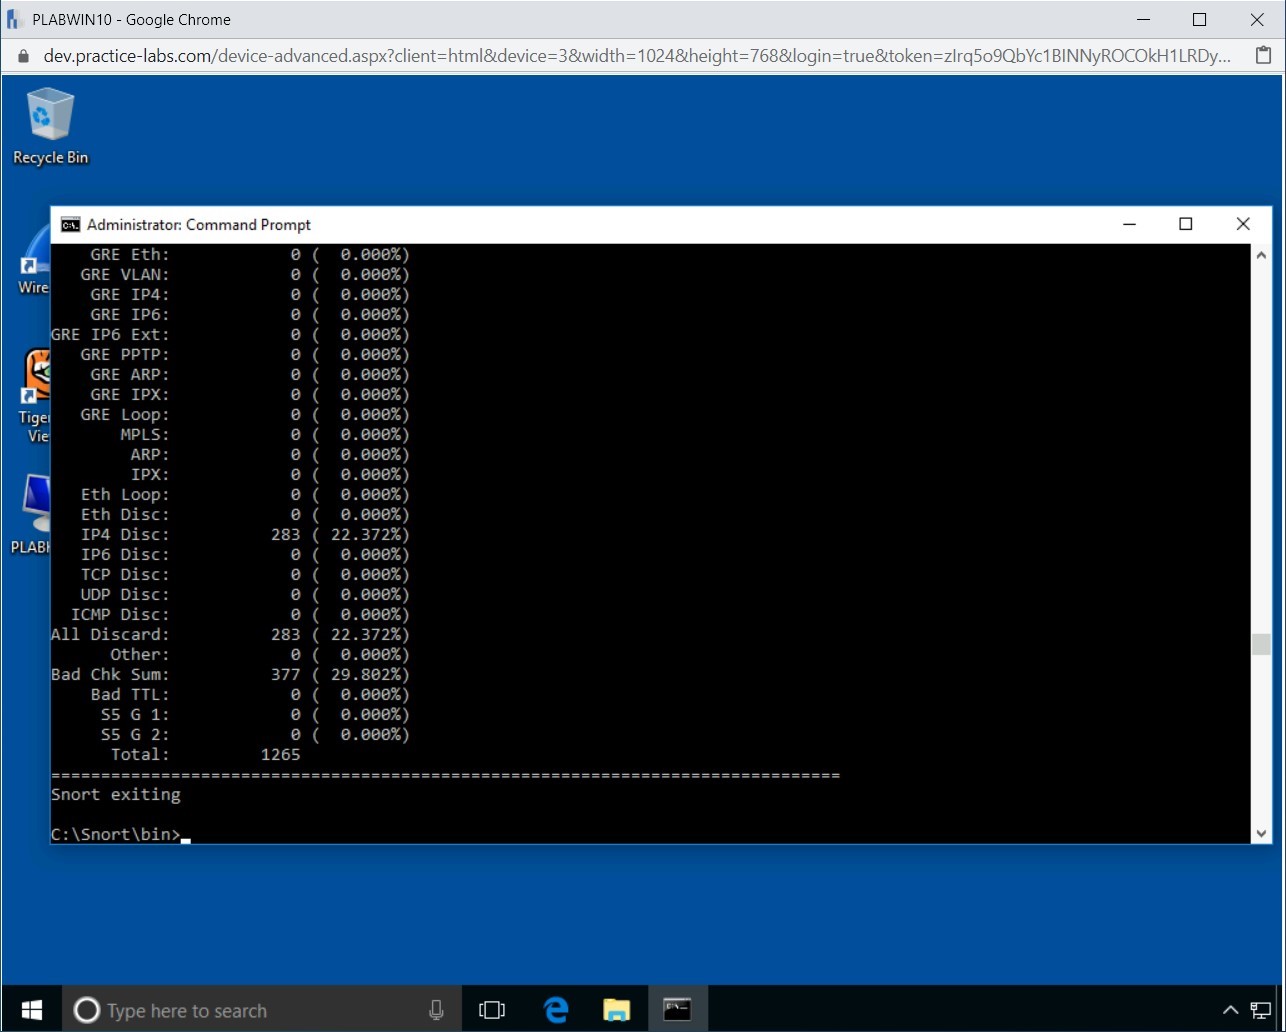 PLABWIN10 - Google Chrome
dev.practice-labs.com/device-advanced.aspx?client=html&device=3&width=1024&height=768&login=true&token=zIrq5o9QbYc1BINNyROCOkH1LRDy...
Recycle Bin
Wire
Tige
Vie
PLAB
Administrator: Command Prompt
GRE Eth: 0 ( 0.000%)
GRE VLAN: 0 ( 0.000%)
GRE IP4: 0 ( 0.000%)
GRE IP6: 0 ( 0.000%)
GRE IP6 Ext: 0 ( 0.000%)
GRE PPTP: 0 ( 0.000%)
GRE ARP: 0 ( 0.000%)
GRE IPX: 0 ( 0.000%)
GRE Loop: 0 ( 0.000%)
MPLS: 0 ( 0.000%)
ARP: 0 ( 0.000%)
IPX: 0 ( 0.000%)
Eth Loop: 0 ( 0.000%)
Eth Disc: 0 ( 0.000%)
IP4 Disc: 283 ( 22.372%)
IP6 Disc: 0 ( 0.000%)
TCP Disc: 0 ( 0.000%)
UDP Disc: 0 ( 0.000%)
ICMP Disc: 0 ( 0.000%)
All Discard: 283 ( 22.372%)
Other: 0 ( 0.000%)
Bad Chk Sum: 377 ( 29.802%)
Bad TTL: 0 ( 0.000%)
S5 G 1: 0 ( 0.000%)
S5 G 2: 0 ( 0.000%)
Total: 1265
===============================================================================
Snort exiting
C:\Snort\bin>
Type here to search